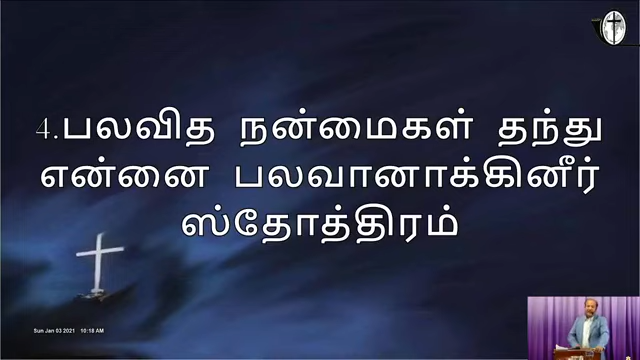 4.பலவித நன்மைகள் தந்து
என்னை பலவானாக்கினீர்
ஸ்தோத்திரம்
Sun Jan 03 2021 10:18 AM